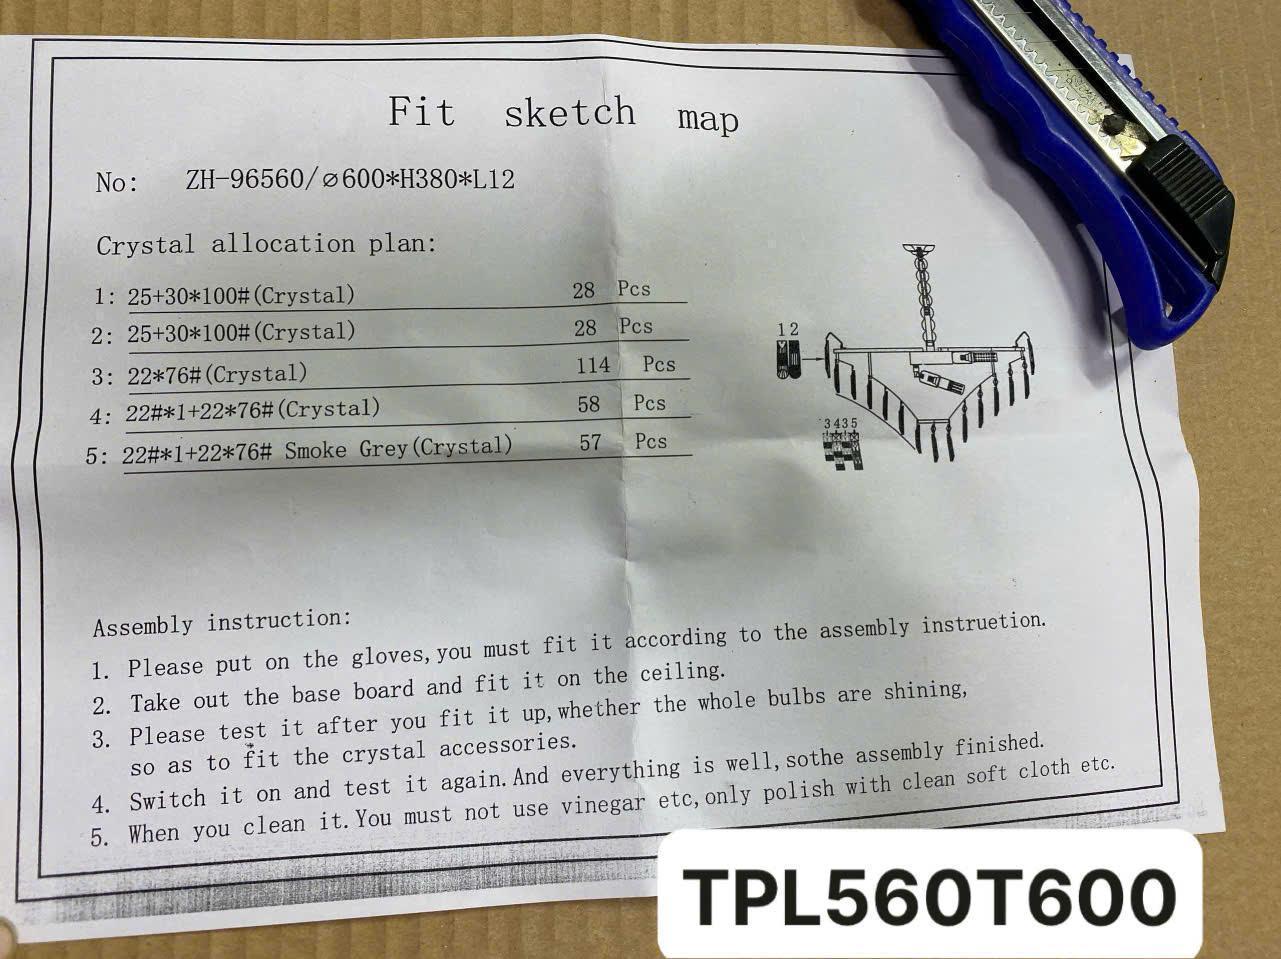 Fit sketch map
No: ZH-96560/⌀600*H380*L12
Crystal allocation plan:
1: 25+30*100#(Crystal) 28 Pcs
2: 25+30*100#(Crystal) 28 Pcs
3: 22*76#(Crystal) 114 Pcs
4: 22#*1+22*76#(Crystal) 58 Pcs
5: 22#*1+22*76# Smoke Grey(Crystal) 57 Pcs
1 2
3 4 3 5
Assembly instruction:
1. Please put on the gloves, you must fit it according to the assembly instruetion.
2. Take out the base board and fit it on the ceiling.
3. Please test it after you fit it up, whether the whole bulbs are shining,
so as to fit the crystal accessories.
4. Switch it on and test it again. And everything is well, sothe assembly finished.
5. When you clean it. You must not use vinegar etc, only polish with clean soft cloth etc.
TPL560T600